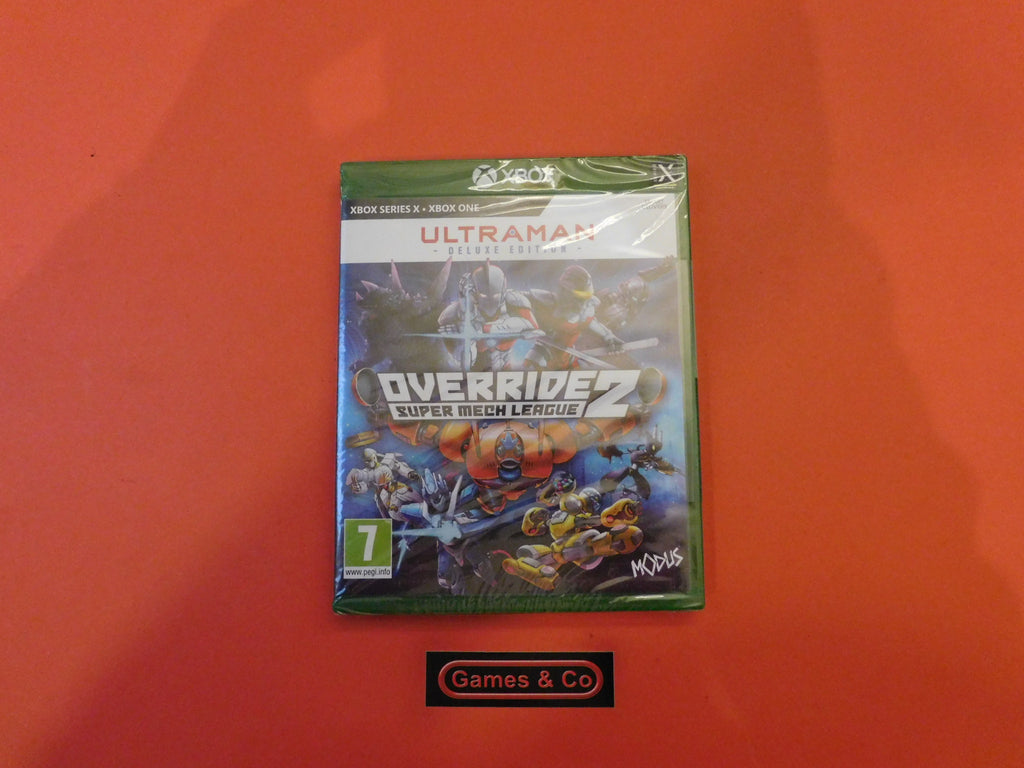 XBOX
X
XBOX SERIES X • XBOX ONE
ULTRAMAN
- DELUXE EDITION -
OVERRIDE 2
SUPER MECH LEAGUE
7
www.pegi.info
MODUS
Games & Co